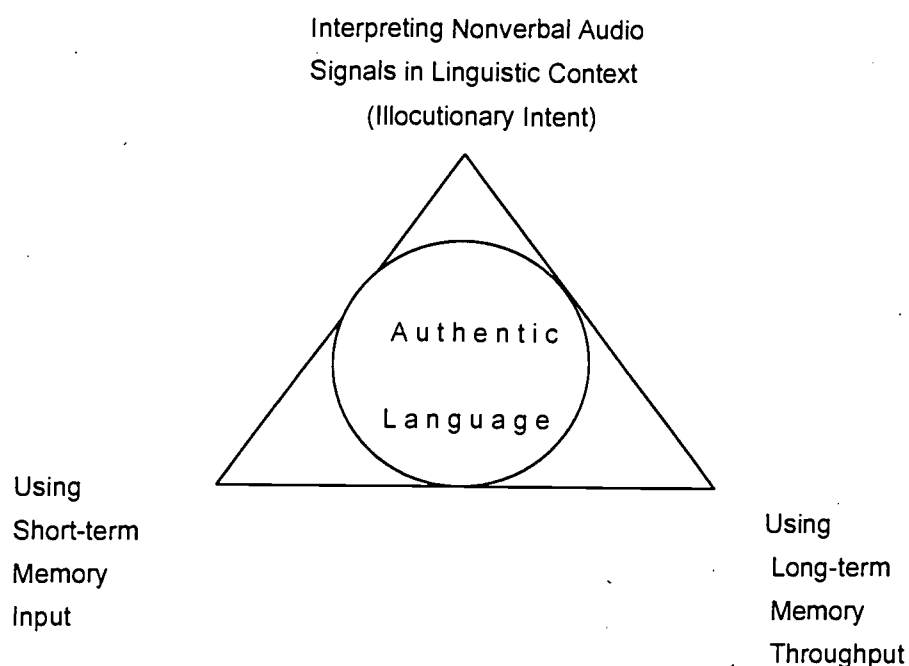 Interpreting Nonverbal Audio
Signals in Linguistic Context
(Illocutionary Intent)
Authentic
Language
Using
Short-term
Memory
Input
Using
Long-term
Memory
Throughput